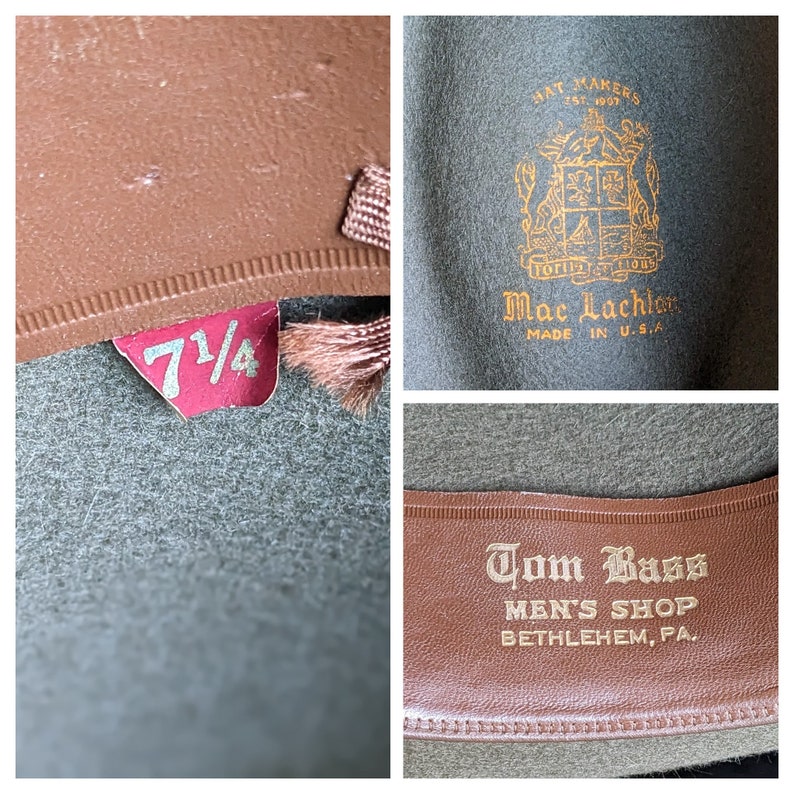 7 1/4
HAT MAKERS
EST. 1907
Mac Lachlan
MADE IN U.S.A
Tom Bass
MEN'S SHOP
BETHLEHEM, PA.